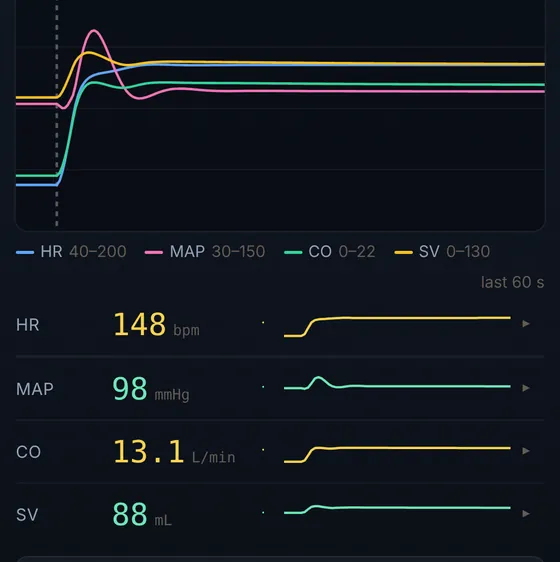 HR 40–200 MAP 30–150 CO 0–22 SV 0–130
last 60 s
HR 148 bpm
MAP 98 mmHg
CO 13.1 L/min
SV 88 mL